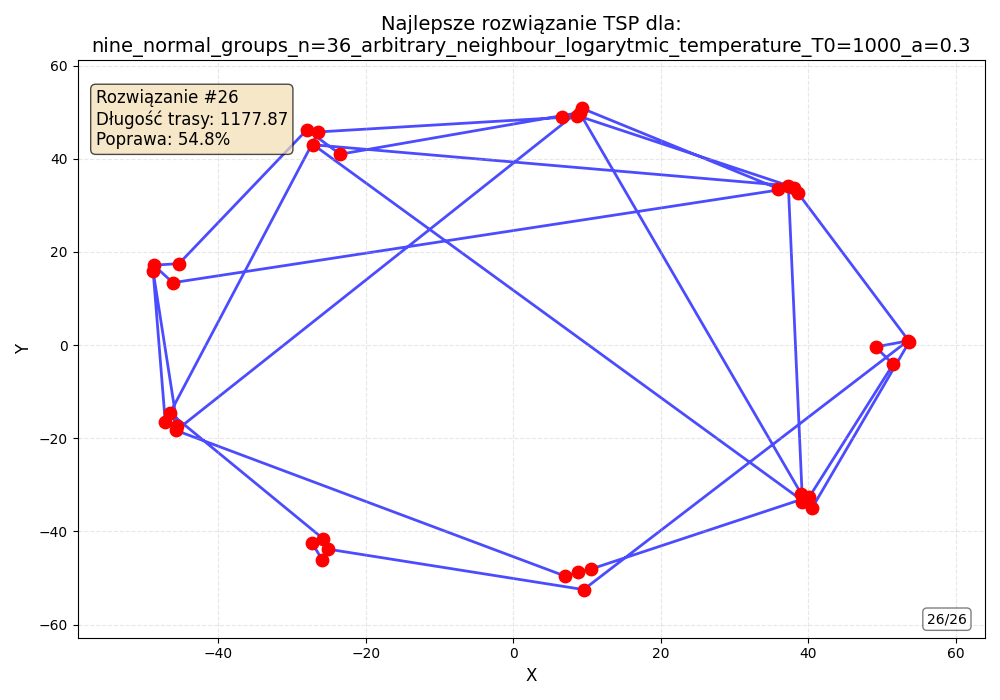 Najlepsze rozwiązanie TSP dla:
nine_normal_groups_n=36_arbitrary_neighbour_logarytmic_temperature_T0=1000_a=0.3
Rozwiązanie #26
Długość trasy: 1177.87
Poprawa: 54.8%
60
40
20
0
−20
−40
−60
Y
26/26
−40
−20
0
20
40
60
X